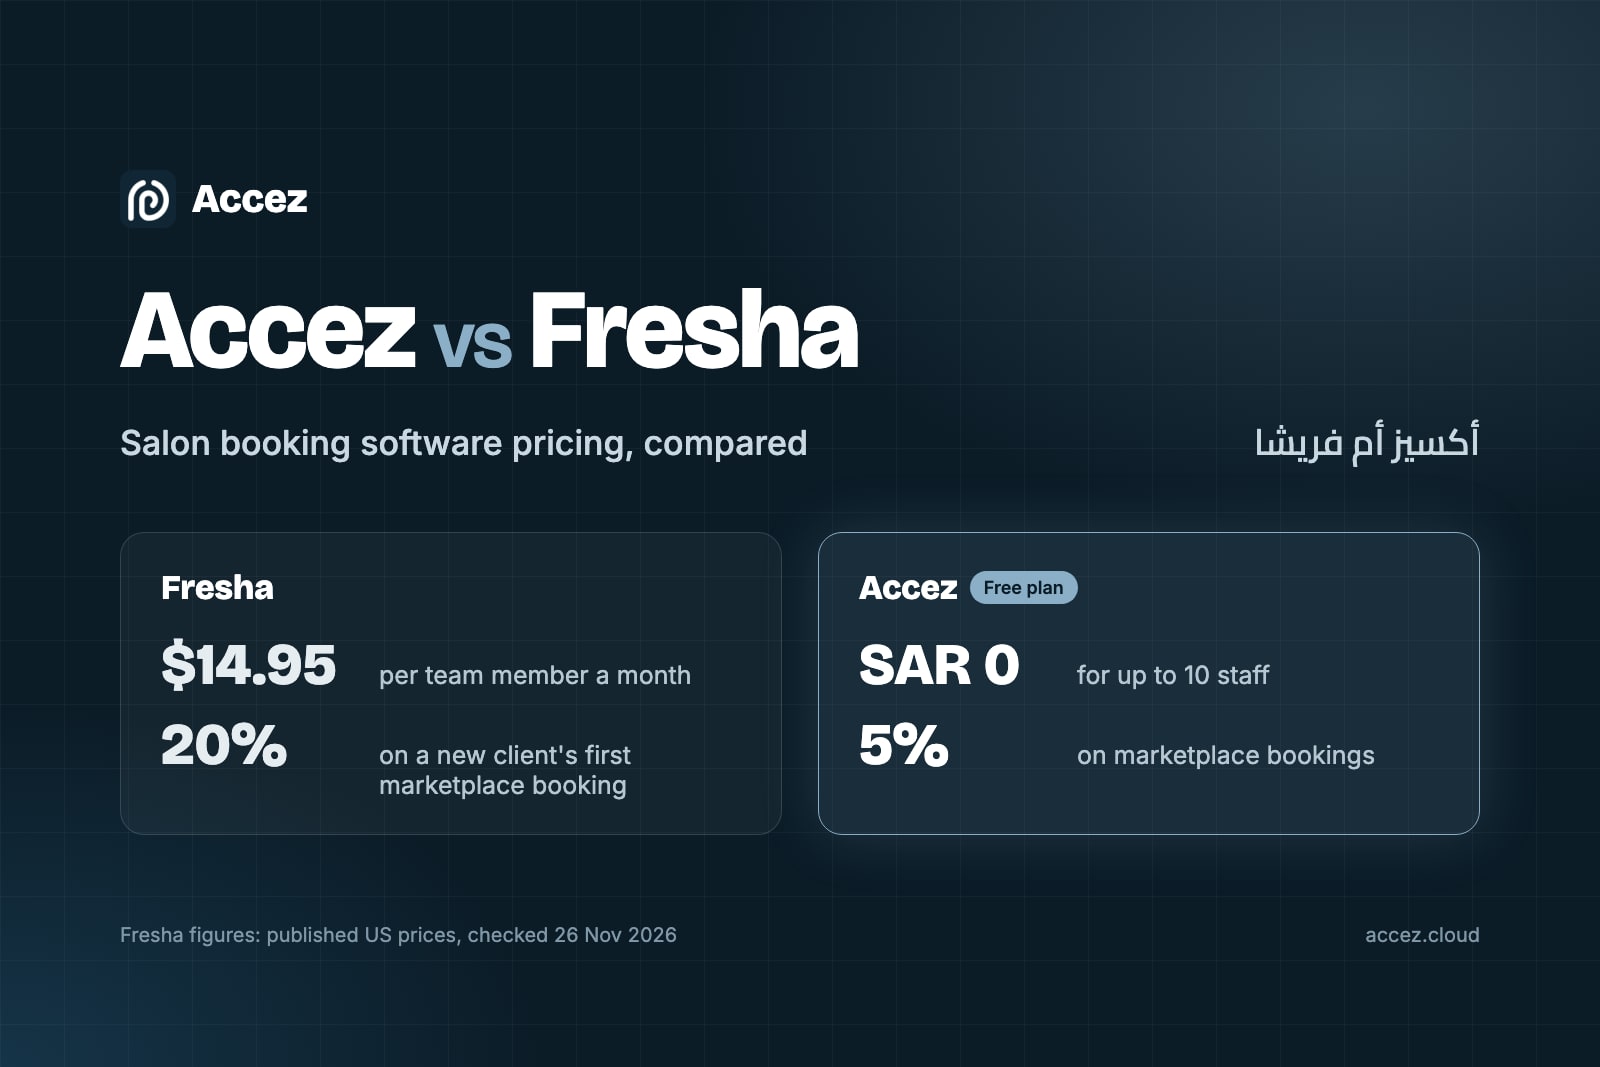 Accez
Accez vs Fresha
Salon booking software pricing, compared
أكسيز أم فريشا
Fresha
$14.95 per team member a month
20% on a new client's first
marketplace booking
Accez Free plan
SAR 0 for up to 10 staff
5% on marketplace bookings
Fresha figures: published US prices, checked 26 Nov 2026
accez.cloud